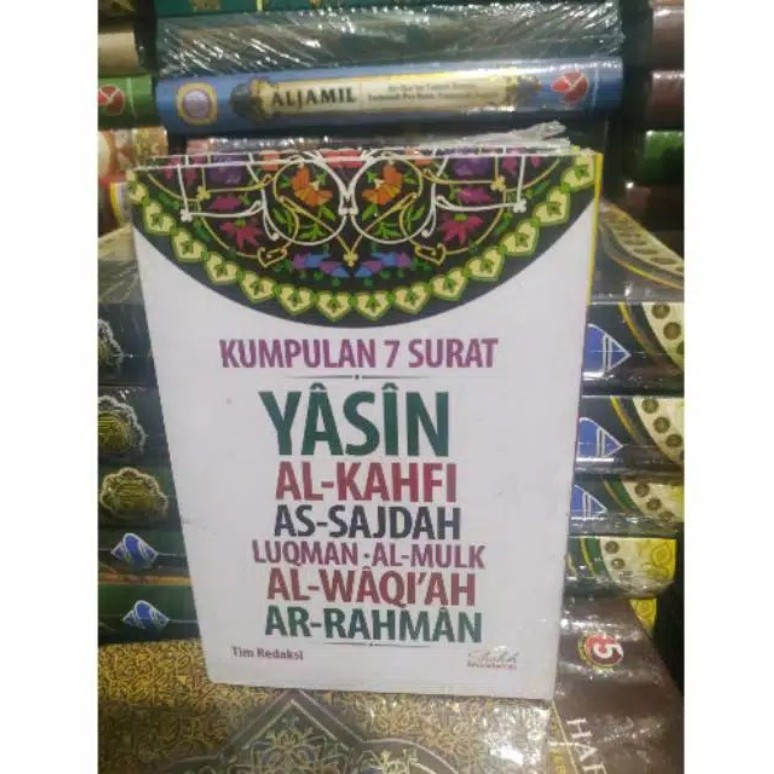 ALJAMIL
KUMPULAN 7 SURAT
YÂSÎN
AL-KAHFI
AS-SAJDAH
LUQMAN · AL-MULK
AL-WÂQI'AH
AR-RAHMÂN
Tim Redaksi
5